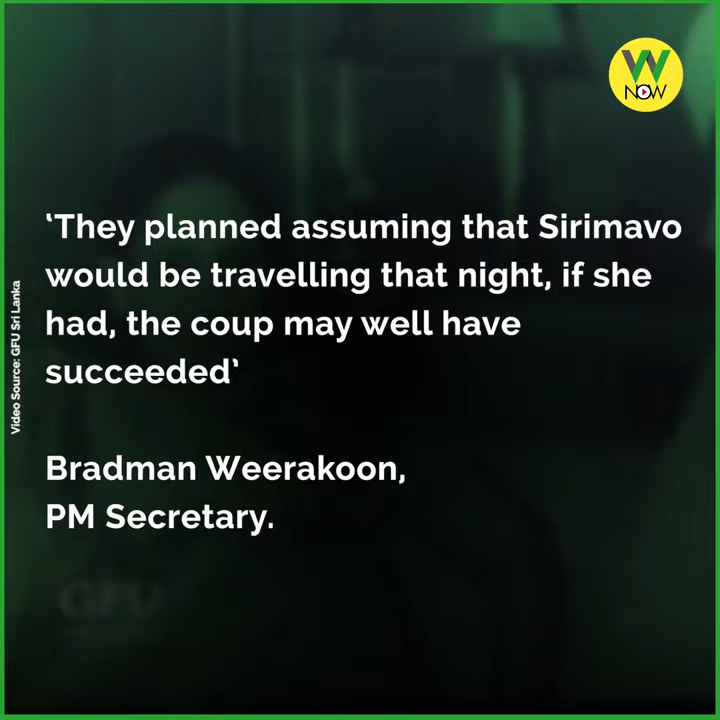 W
NOW
‘They planned assuming that Sirimavo
would be travelling that night, if she
had, the coup may well have
succeeded’
Bradman Weerakoon,
PM Secretary.
Video Source: GFU Sri Lanka
GFU